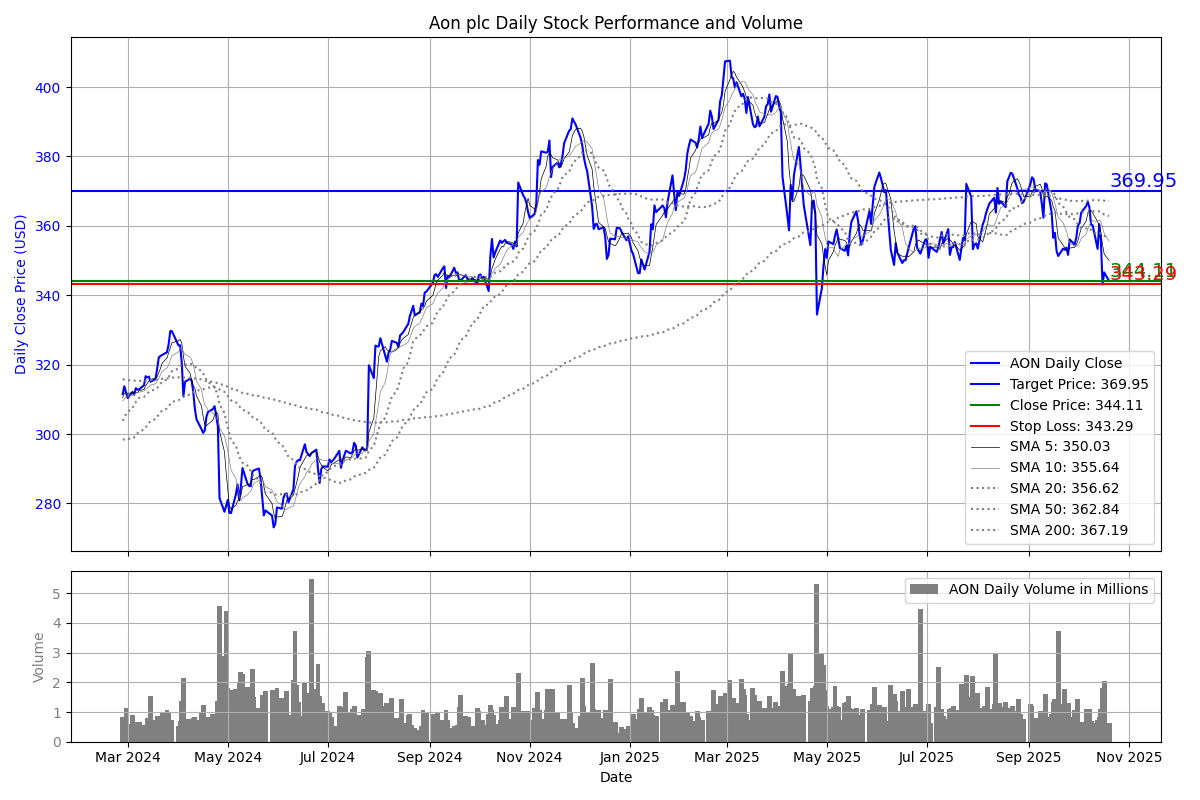 Aon plc Daily Stock Performance and Volume
Daily Close Price (USD)
400
380
360
340
320
300
280
369.95
344.11
343.29
AON Daily Close
Target Price: 369.95
Close Price: 344.11
Stop Loss: 343.29
SMA 5: 350.03
SMA 10: 355.64
SMA 20: 356.62
SMA 50: 362.84
SMA 200: 367.19
Volume
5
4
3
2
1
0
AON Daily Volume in Millions
Mar 2024 May 2024 Jul 2024 Sep 2024 Nov 2024 Jan 2025 Mar 2025 May 2025 Jul 2025 Sep 2025 Nov 2025
Date